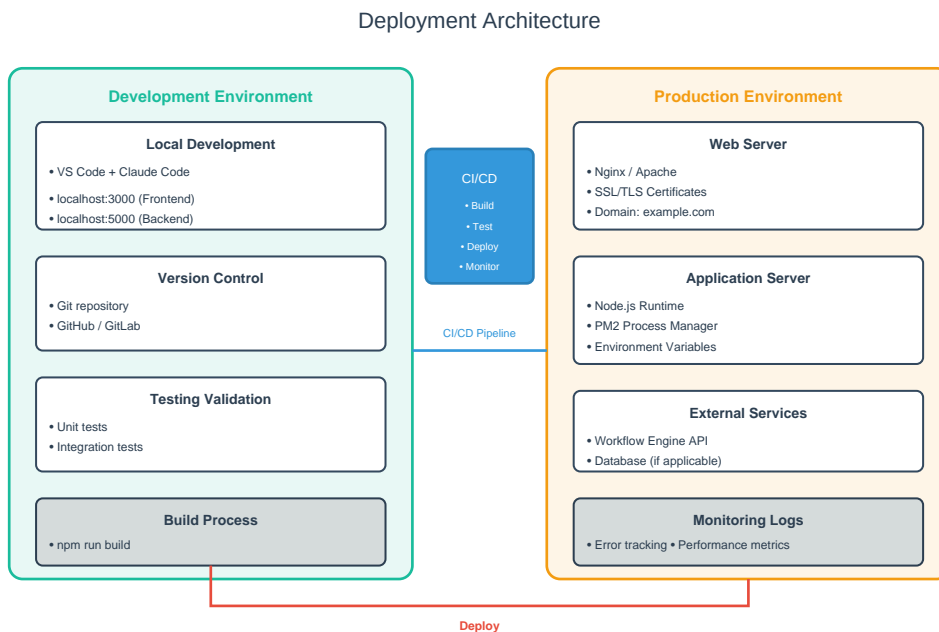 Deployment Architecture
Development Environment
Local Development
• VS Code + Claude Code
• localhost:3000 (Frontend)
• localhost:5000 (Backend)
Version Control
• Git repository
• GitHub / GitLab
Testing Validation
• Unit tests
• Integration tests
Build Process
• npm run build
CI/CD
• Build
• Test
• Deploy
• Monitor
CI/CD Pipeline
Production Environment
Web Server
• Nginx / Apache
• SSL/TLS Certificates
• Domain: example.com
Application Server
• Node.js Runtime
• PM2 Process Manager
• Environment Variables
External Services
• Workflow Engine API
• Database (if applicable)
Monitoring Logs
• Error tracking • Performance metrics
Deploy